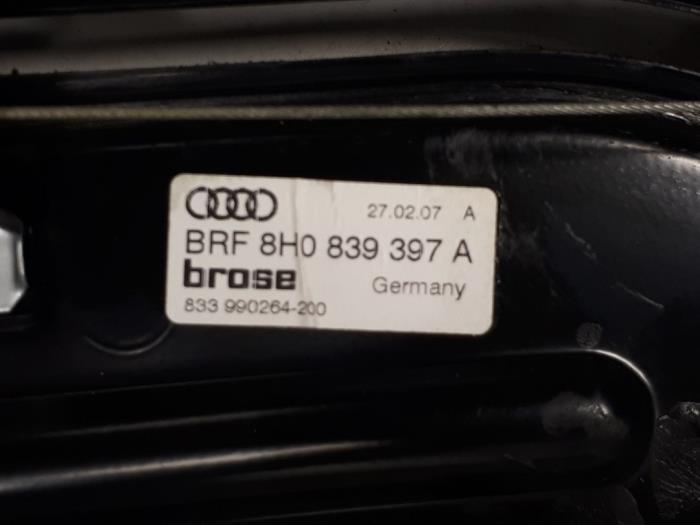 27.02.07 A
BRF 8H0 839 397 A
brose Germany
833 990264-200